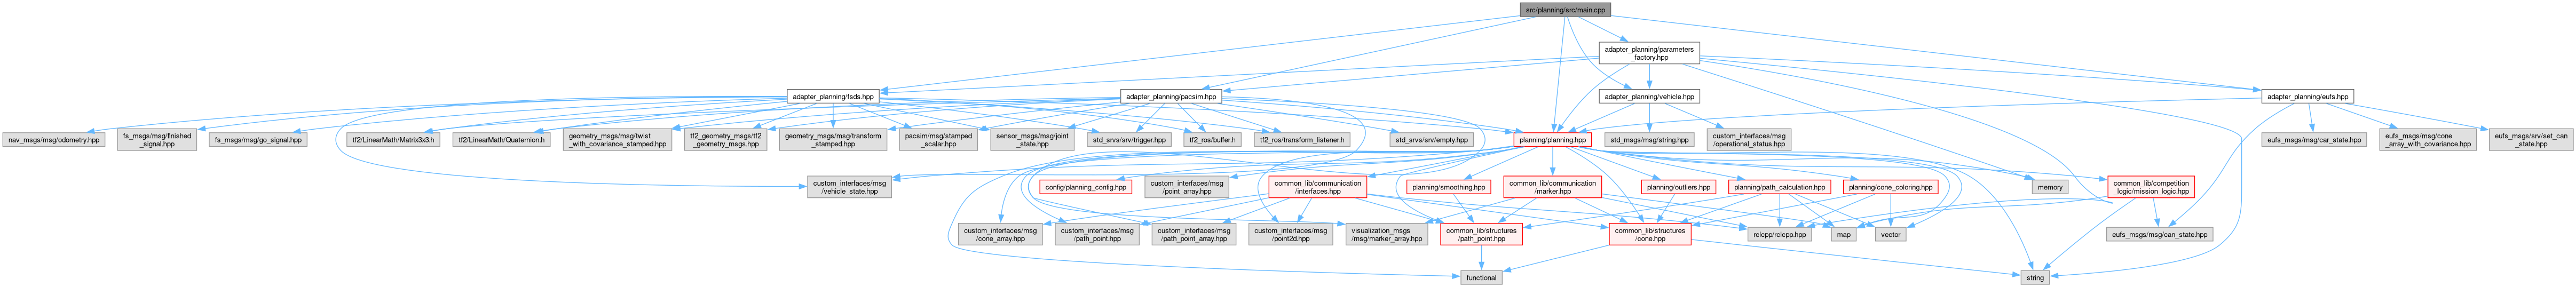 src/planning/src/main.cpp
adapter_planning/parameters
_factory.hpp
adapter_planning/fsds.hpp
adapter_planning/pacsim.hpp
adapter_planning/vehicle.hpp
adapter_planning/eufs.hpp
nav_msgs/msg/odometry.hpp
fs_msgs/msg/finished
_signal.hpp
fs_msgs/msg/go_signal.hpp
tf2/LinearMath/Matrix3x3.h
tf2/LinearMath/Quaternion.h
geometry_msgs/msg/twist
_with_covariance_stamped.hpp
tf2_geometry_msgs/tf2
_geometry_msgs.hpp
geometry_msgs/msg/transform
_stamped.hpp
pacsim/msg/stamped
_scalar.hpp
sensor_msgs/msg/joint
_state.hpp
std_srvs/srv/trigger.hpp
tf2_ros/buffer.h
tf2_ros/transform_listener.h
std_srvs/srv/empty.hpp
planning/planning.hpp
std_msgs/msg/string.hpp
custom_interfaces/msg
/operational_status.hpp
eufs_msgs/msg/car_state.hpp
eufs_msgs/msg/cone
_array_with_covariance.hpp
eufs_msgs/srv/set_can
_state.hpp
custom_interfaces/msg
/vehicle_state.hpp
config/planning_config.hpp
custom_interfaces/msg
/point_array.hpp
common_lib/communication
/interfaces.hpp
planning/smoothing.hpp
common_lib/communication
/marker.hpp
planning/outliers.hpp
planning/path_calculation.hpp
planning/cone_coloring.hpp
memory
common_lib/competition
_logic/mission_logic.hpp
custom_interfaces/msg
/cone_array.hpp
custom_interfaces/msg
/path_point.hpp
custom_interfaces/msg
/path_point_array.hpp
custom_interfaces/msg
/point2d.hpp
visualization_msgs
/msg/marker_array.hpp
common_lib/structures
/path_point.hpp
common_lib/structures
/cone.hpp
rclcpp/rclcpp.hpp
map
vector
eufs_msgs/msg/can_state.hpp
functional
string